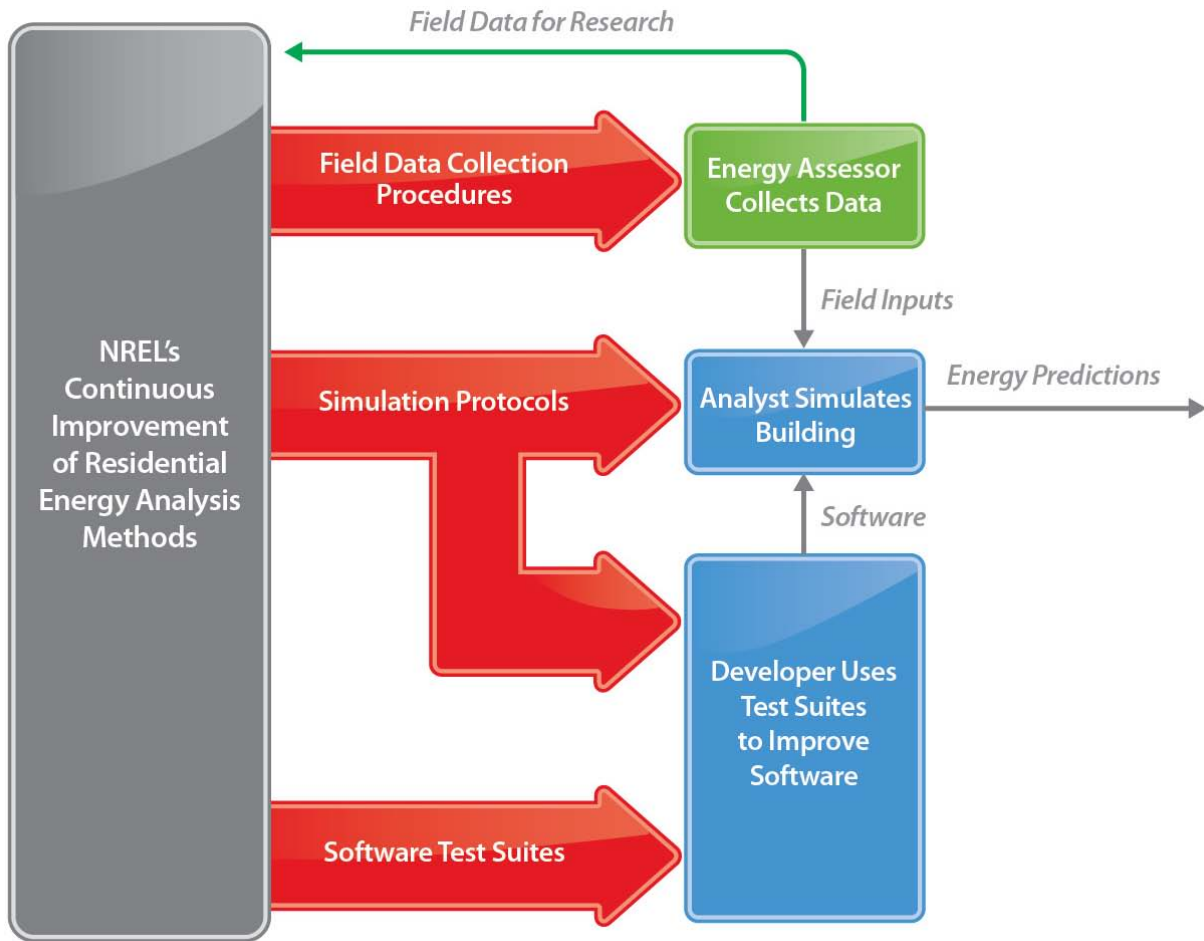 Field Data for Research
Field Data Collection
Procedures
Energy Assessor
Collects Data
Field Inputs
NREL’s
Continuous
Improvement
of Residential
Energy Analysis
Methods
Simulation Protocols
Analyst Simulates
Building
Energy Predictions
Software
Developer Uses
Test Suites
to Improve
Software
Software Test Suites